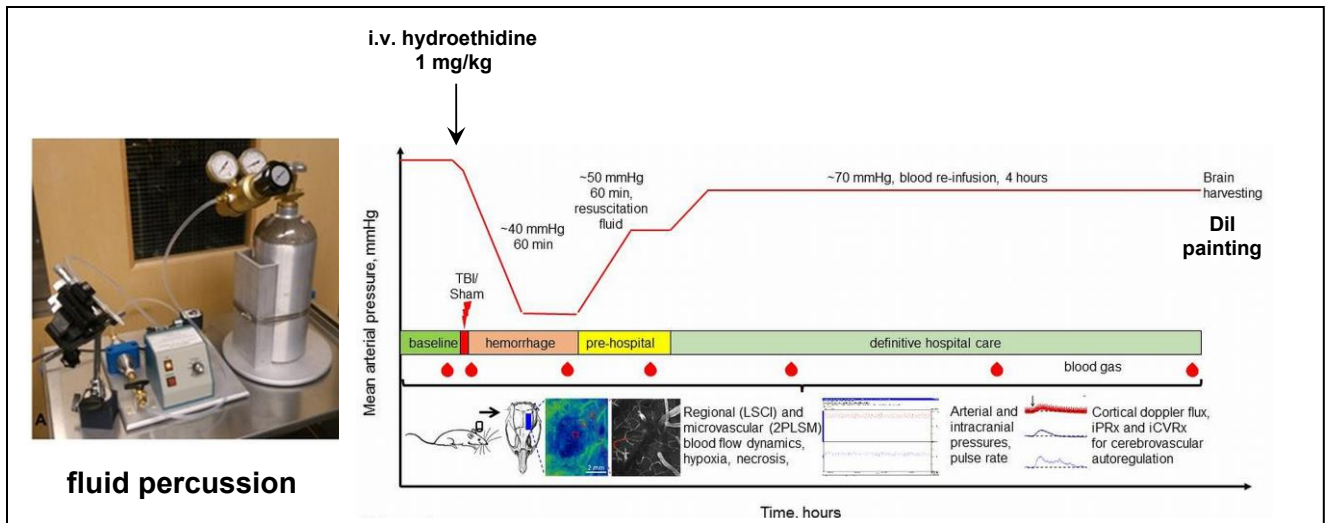 i.v. hydroethidine
1 mg/kg
~50 mmHg
60 min,
resuscitation
fluid
~70 mmHg, blood re-infusion, 4 hours
Brain
harvesting
DiI
painting
~40 mmHg
60 min
TBI/
Sham
Mean arterial pressure, mmHg
baseline
hemorrhage
pre-hospital
definitive hospital care
blood gas
Regional (LSCI) and
microvascular (2PLSM)
blood flow dynamics,
hypoxia, necrosis,
2 mm
Arterial and
intracranial
pressures,
pulse rate
Cortical doppler flux,
iPRx and iCVRx
for cerebrovascular
autoregulation
Time, hours
A
fluid percussion